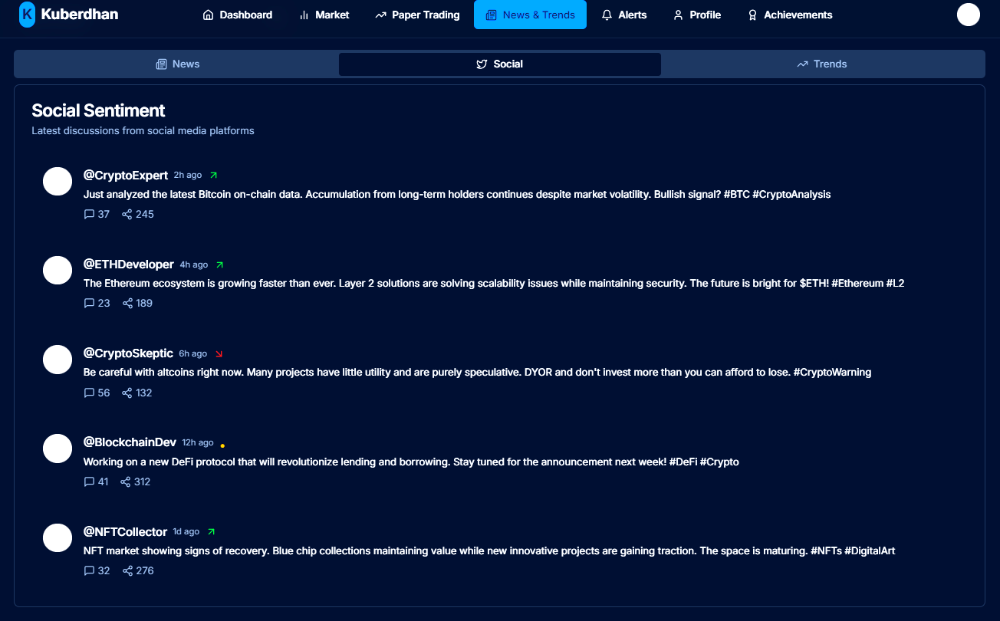 K Kuberdhan
Dashboard Market Paper Trading News & Trends Alerts Profile Achievements
News Social Trends
Social Sentiment
Latest discussions from social media platforms
@CryptoExpert 2h ago
Just analyzed the latest Bitcoin on-chain data. Accumulation from long-term holders continues despite market volatility. Bullish signal? #BTC #CryptoAnalysis
37 245
@ETHDeveloper 4h ago
The Ethereum ecosystem is growing faster than ever. Layer 2 solutions are solving scalability issues while maintaining security. The future is bright for $ETH! #Ethereum #L2
23 189
@CryptoSkeptic 6h ago
Be careful with altcoins right now. Many projects have little utility and are purely speculative. DYOR and don't invest more than you can afford to lose. #CryptoWarning
56 132
@BlockchainDev 12h ago
Working on a new DeFi protocol that will revolutionize lending and borrowing. Stay tuned for the announcement next week! #DeFi #Crypto
41 312
@NFTCollector 1d ago
NFT market showing signs of recovery. Blue chip collections maintaining value while new innovative projects are gaining traction. The space is maturing. #NFTs #DigitalArt
32 276